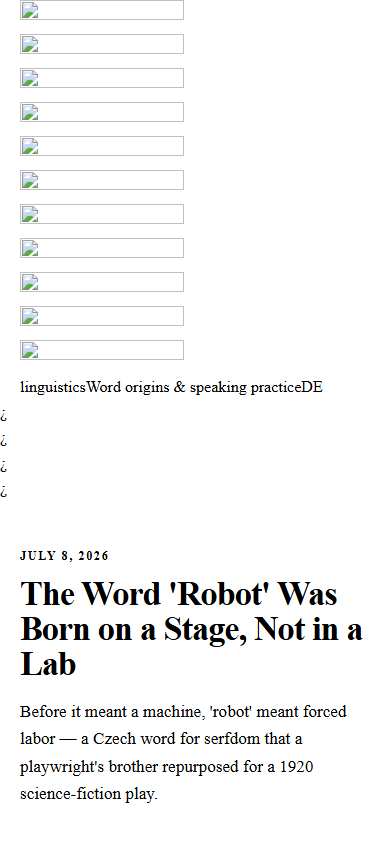 linguisticsWord origins & speaking practiceDE
¿
¿
¿
¿
JULY 8, 2026
The Word 'Robot' Was
Born on a Stage, Not in a
Lab
Before it meant a machine, 'robot' meant forced
labor — a Czech word for serfdom that a
playwright's brother repurposed for a 1920
science-fiction play.